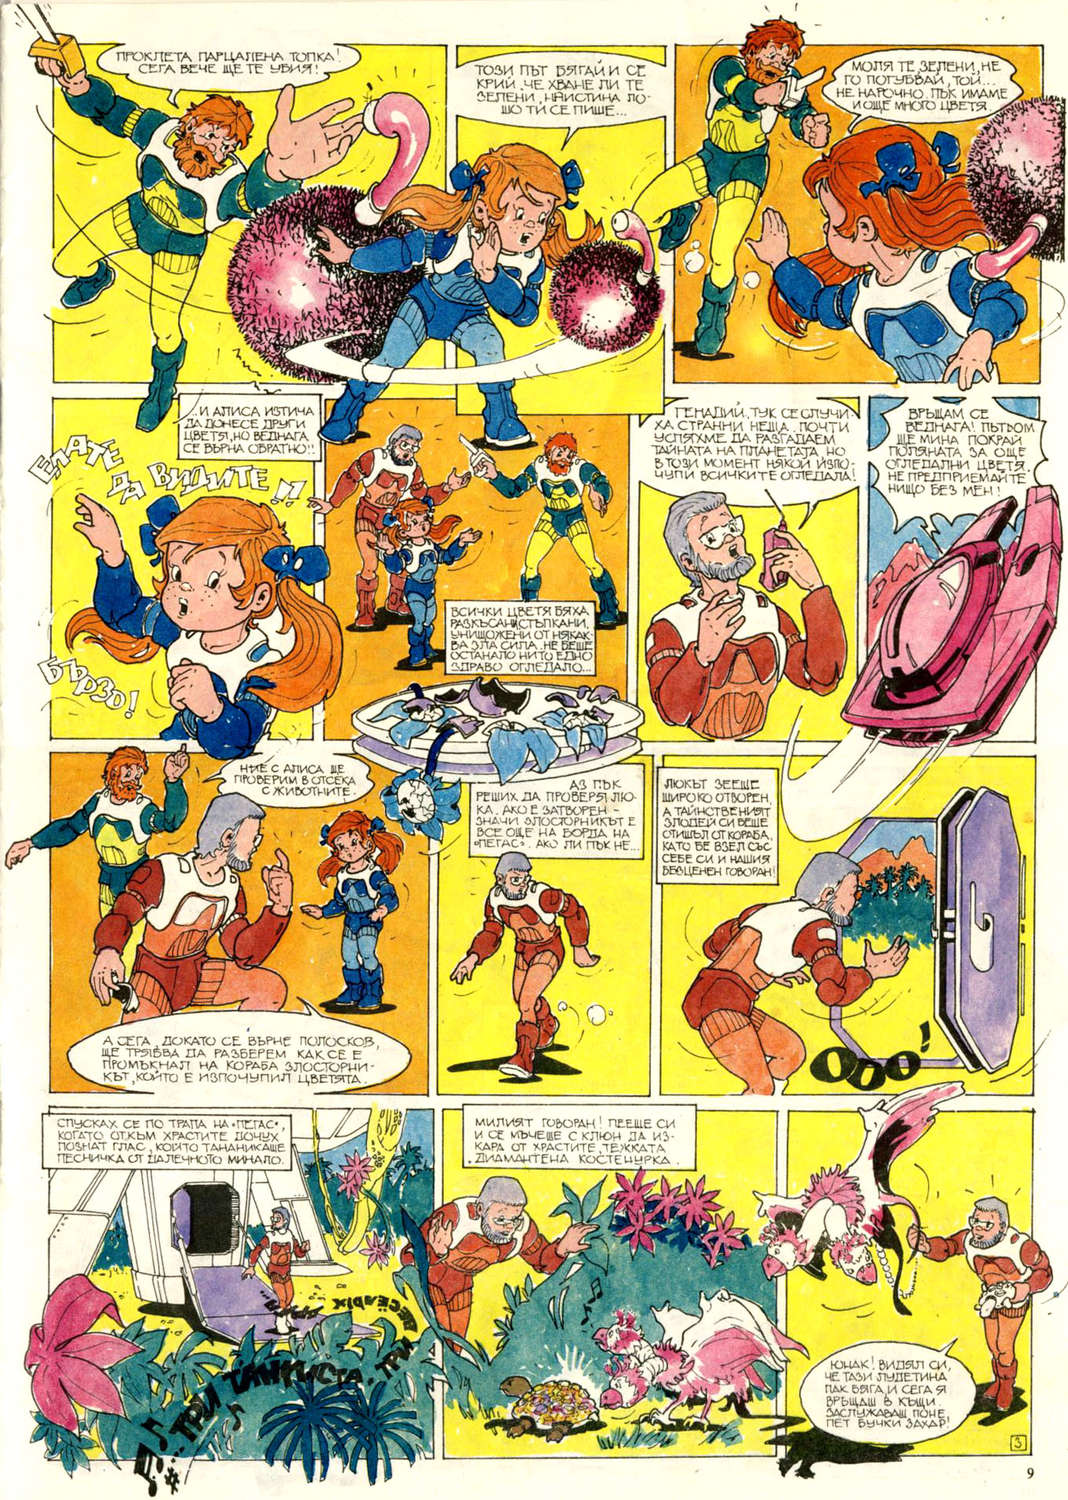 ПРОКЛЕТА ПАРЦАЛЕНА ТОПКА!
СЕГА ВЕЧЕ ЩЕ ТЕ УБИЯ!
ТОЗИ ПЪТ БЯГАЙ И СЕ
КРИЙ, ЧЕ ХВАНЕ ЛИ ТЕ
ЗЕЛЕНИ, НАИСТИНА ЛО-
ШО ТИ СЕ ПИШЕ...
МОЛЯ ТЕ ЗЕЛЕНИ, НЕ
ГО ПОГУБВАЙ, ТОЙ...
НЕ НАРОЧНО. ПЪК ИМАМЕ
И ОЩЕ МНОГО ЦВЕТЯ.
...И АЛИСА ИЗТИЧА
ДА ДОНЕСЕ ДРУГИ
ЦВЕТЯ, НО ВЕДНАГА
СЕ ВЪРНА ОБРАТНО!!
ЕЛАТЕ
ДА ВИДИТЕ!!
БЪРЗО!
ВСИЧКИ ЦВЕТЯ БЯХА
РАЗКЪСАНИ, СТЪПКАНИ,
УНИЩОЖЕНИ ОТ НЯКАК-
ВА ЗЛА СИЛА. НЕ БЕШЕ
ОСТАНАЛО НИТО ЕДНО
ЗДРАВО ОГЛЕДАЛО...
ГЕНАДИЙ, ТУК СЕ СЛУЧИ-
ХА СТРАННИ НЕЩА. ПОЧТИ
УСПЯХМЕ ДА РАЗГАДАЕМ
ТАЙНАТА НА ПЛАНЕТАТА, НО
В ТОЗИ МОМЕНТ НЯКОЙ ИЗПО-
ЧУПИ ВСИЧКИТЕ ОГЛЕДАЛА!
ВРЪЩАМ СЕ
ВЕДНАГА! ПЪТЬОМ
ЩЕ МИНА ПОКРАЙ
ПОЛЯНАТА ЗА ОЩЕ
ОГЛЕДАЛНИ ЦВЕТЯ.
НЕ ПРЕДПРИЕМАЙТЕ
НИЩО БЕЗ МЕН!
НИЕ С АЛИСА ЩЕ
ПРОВЕРИМ В ОТСЕКА
С ЖИВОТНИТЕ.
А СЕГА, ДОКАТО СЕ ВЪРНЕ ПОЛОСКОВ,
ЩЕ ТРЯБВА ДА РАЗБЕРЕМ КАК СЕ Е
ПРОМЪКНАЛ НА КОРАБА ЗЛОСТОРНИ-
КЪТ, КОЙТО Е ИЗПОЧУПИЛ ЦВЕТЯТА.
АЗ ПЪК
РЕШИХ ДА ПРОВЕРЯ ЛЮ-
КА. АКО Е ЗАТВОРЕН –
ЗНАЧИ ЗЛОСТОРНИКЪТ Е
ВСЕ ОЩЕ НА БОРДА НА
«ПЕГАС». АКО ЛИ ПЪК НЕ...
ЛЮКЪТ ЗЕЕШЕ
ШИРОКО ОТВОРЕН,
А ТАЙНСТВЕНИЯТ
ЗЛОДЕЙ СИ БЕШЕ
ОТИШЪЛ ОТ КОРАБА,
КАТО БЕ ВЗЕЛ СЪС
СЕБЕ СИ И НАШИЯ
БЕЗЦЕНЕН ГОВОРАН!
ООО!
СПУСКАХ СЕ ПО ТРАПА НА «ПЕГАС»,
КОГАТО ОТКЪМ ХРАСТИТЕ ДОЧУХ
ПОЗНАТ ГЛАС, КОЙТО ТАНАНИКАШЕ
ПЕСНИЧКА ОТ ДАЛЕЧНОТО МИНАЛО.
ТРИ ТАНКИСТА, ТРИ
ВЕСЁЛЫХ
МИЛИЯТ ГОВОРАН! ПЕЕШЕ СИ
И СЕ МЪЧЕШЕ С КЛЮН ДА ИЗ-
КАРА ОТ ХРАСТИТЕ ТЕЖКАТА
ДИАМАНТЕНА КОСТЕНУРКА.
ЮНАК! ВИДЯЛ СИ,
ЧЕ ТАЗИ ЛУДЕТИНА
ПАК БЯГА И СЕГА Я
ВРЪЩАШ В КЪЩИ.
ЗАСЛУЖАВАШ ПОНЕ
ПЕТ БУЧКИ ЗАХАР!
3
9